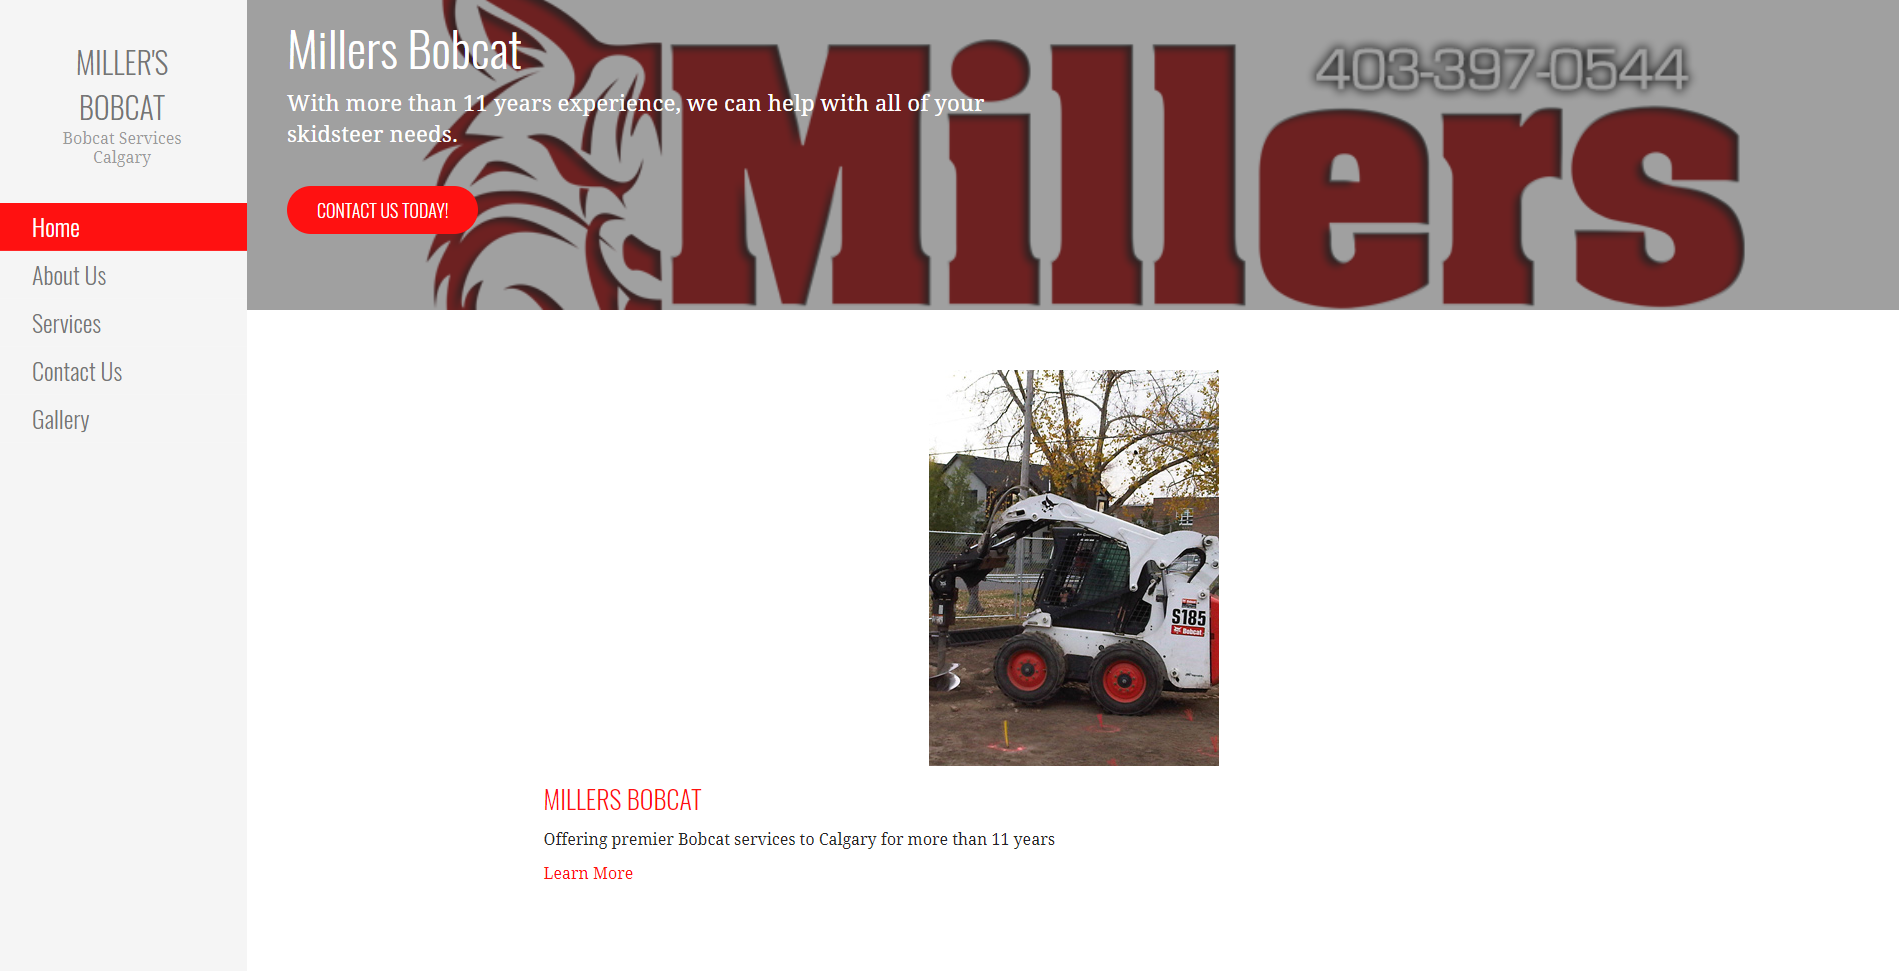 MILLER'S
BOBCAT
Bobcat Services
Calgary
Home
About Us
Services
Contact Us
Gallery
Millers Bobcat
With more than 11 years experience, we can help with all of your
skidsteer needs.
CONTACT US TODAY!
Millers
403-397-0544
S185
Bobcat
MILLERS BOBCAT
Offering premier Bobcat services to Calgary for more than 11 years
Learn More